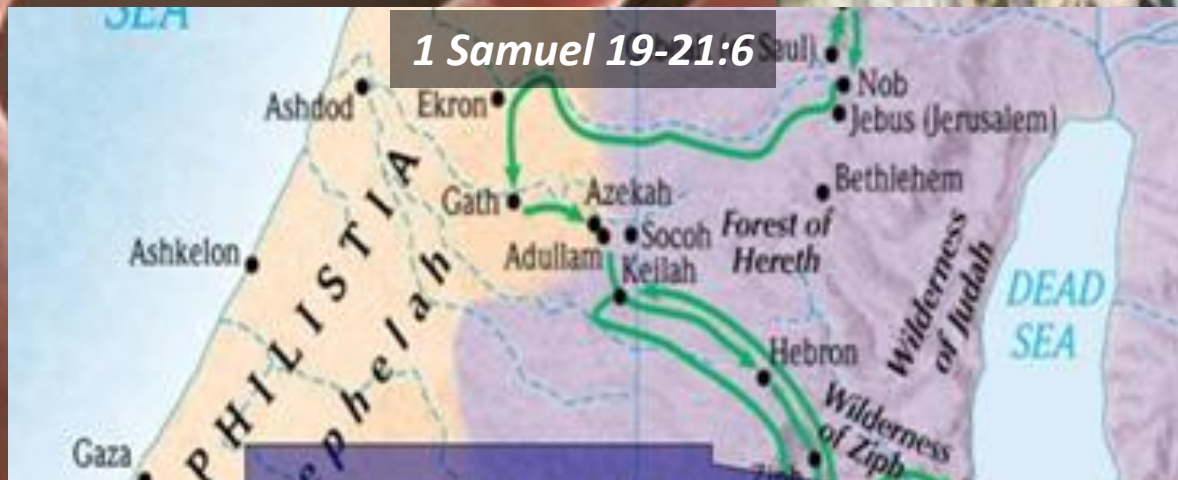 SEA
1 Samuel 19-21:6
Saul)
Nob
Ashdod
Ekron
Jebus (Jerusalem)
Bethlehem
Gath
Azekah
Socoh
Forest of
Hereth
Ashkelon
Adullam
Keilah
PHILISTIA
Shephelah
Wilderness
of Judah
DEAD
SEA
Hebron
Wilderness
of Ziph
Gaza
Ziph